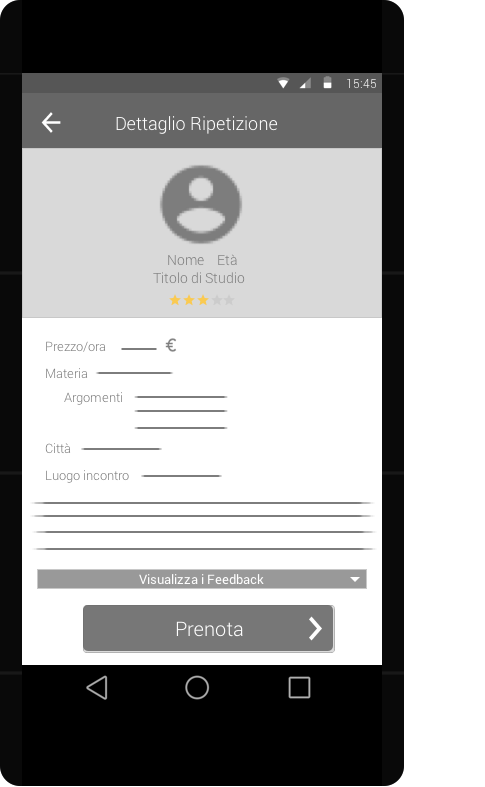 15:45
Dettaglio Ripetizione
Nome Età
Titolo di Studio
Prezzo/ora €
Materia
Argomenti
Città
Luogo incontro
Visualizza i Feedback
Prenota